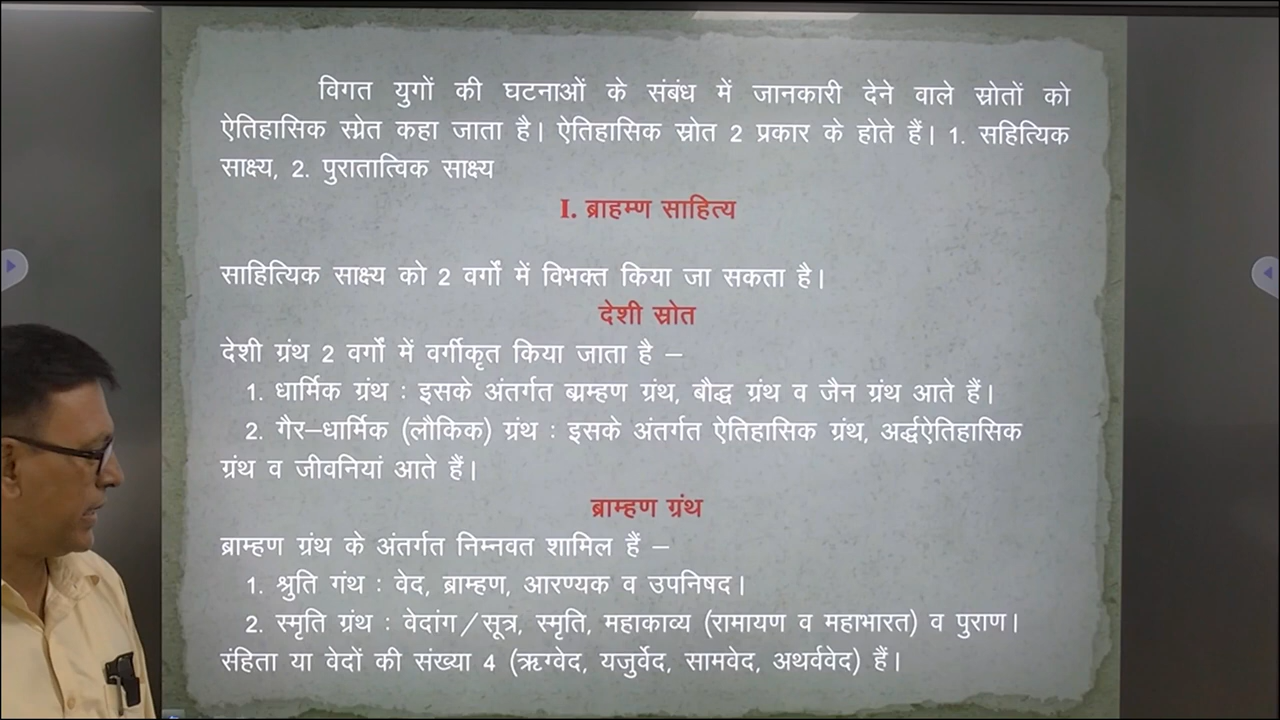 विगत युगों की घटनाओं के संबंध में जानकारी देने वाले स्रोतों को
ऐतिहासिक स्प्रेत कहा जाता है। ऐतिहासिक स्रोत 2 प्रकार के होते हैं। 1. सहित्यिक
साक्ष्य, 2. पुरातात्विक साक्ष्य
I. ब्राहम्ण साहित्य
साहित्यिक साक्ष्य को 2 वर्गों में विभक्त किया जा सकता है।
देशी स्रोत
देशी ग्रंथ 2 वर्गों में वर्गीकृत किया जाता है –
1. धार्मिक ग्रंथ : इसके अंतर्गत ब्राम्हण ग्रंथ, बौद्ध ग्रंथ व जैन ग्रंथ आते हैं।
2. गैर–धार्मिक (लौकिक) ग्रंथ : इसके अंतर्गत ऐतिहासिक ग्रंथ, अर्द्धऐतिहासिक
ग्रंथ व जीवनियां आते हैं।
ब्राम्हण ग्रंथ
ब्राम्हण ग्रंथ के अंतर्गत निम्नवत शामिल हैं –
1. श्रुति गंथ : वेद, ब्राम्हण, आरण्यक व उपनिषद।
2. स्मृति ग्रंथ : वेदांग/सूत्र, स्मृति, महाकाव्य (रामायण व महाभारत) व पुराण।
संहिता या वेदों की संख्या 4 (ऋग्वेद, यजुर्वेद, सामवेद, अथर्ववेद) हैं।